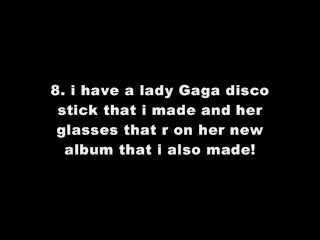 8. i have a lady Gaga disco
stick that i made and her
glasses that r on her new
album that i also made!